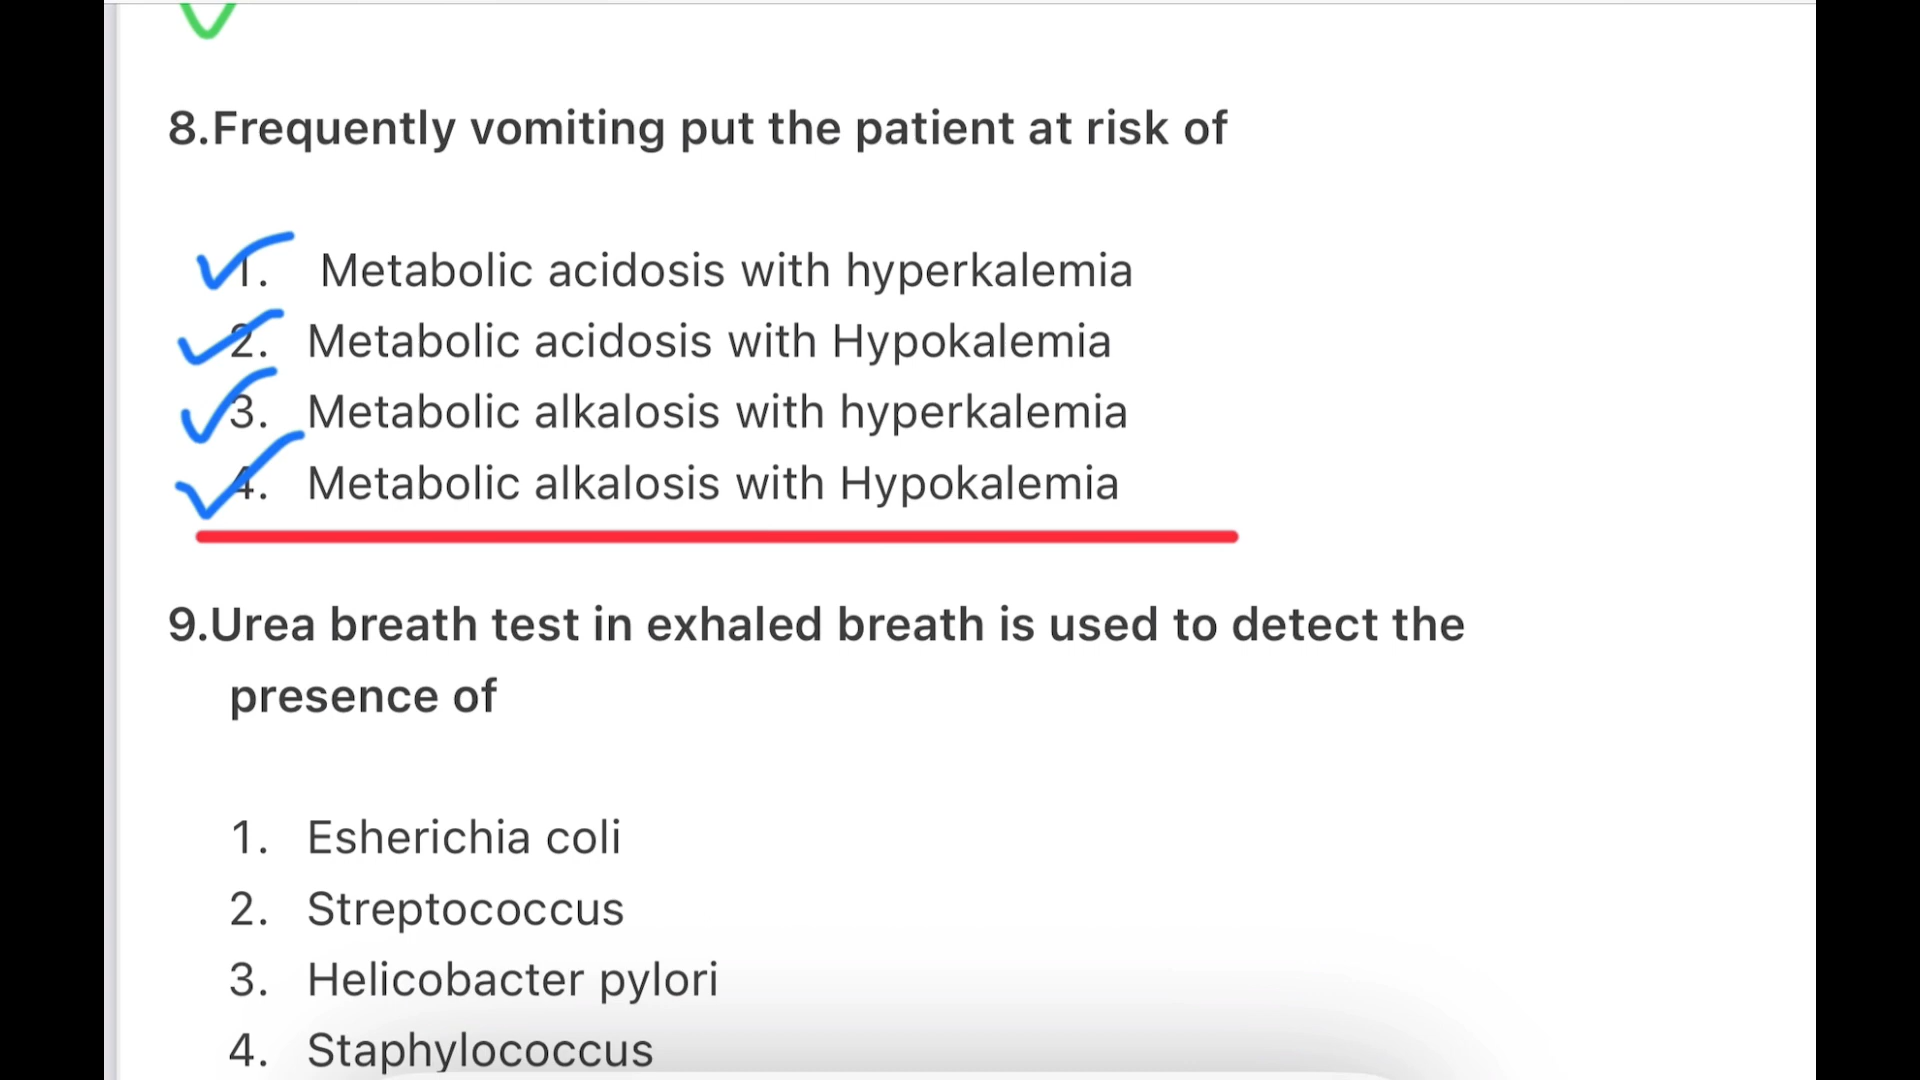 8.Frequently vomiting put the patient at risk of
1. Metabolic acidosis with hyperkalemia
2. Metabolic acidosis with Hypokalemia
3. Metabolic alkalosis with hyperkalemia
4. Metabolic alkalosis with Hypokalemia
9.Urea breath test in exhaled breath is used to detect the
presence of
1. Esherichia coli
2. Streptococcus
3. Helicobacter pylori
4. Staphylococcus